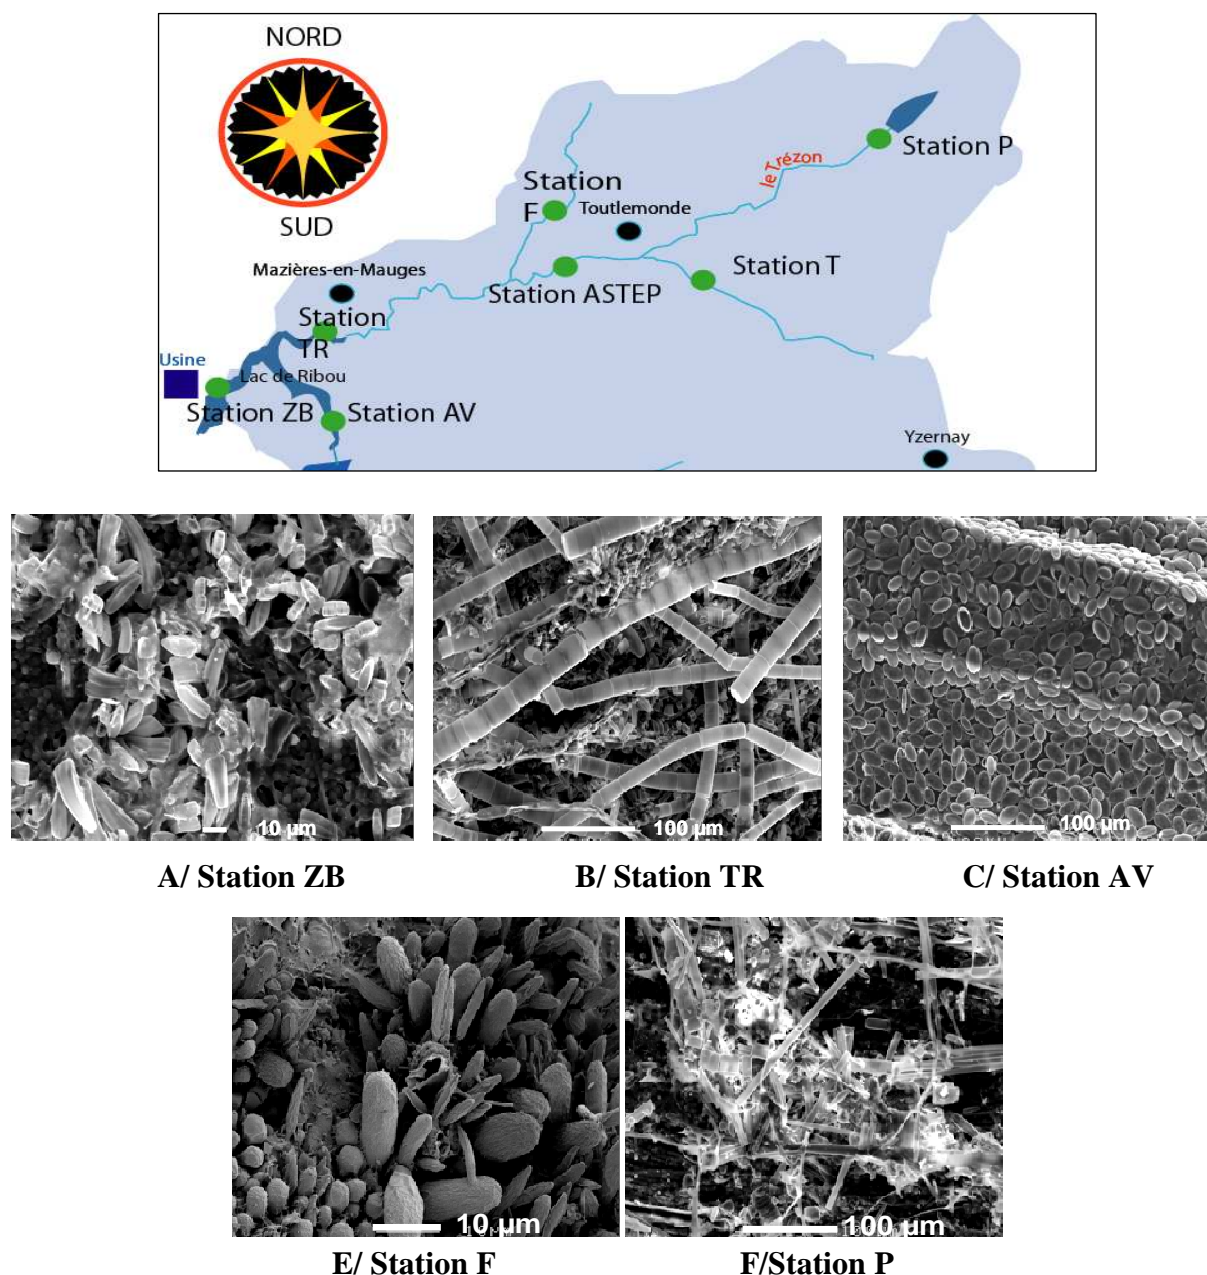 NORD
SUD
Station P
le Trézon
Station
F
Toutlemonde
Station T
Mazières-en-Mauges
Station ASTEP
Station
TR
Usine
Lac de Ribou
Station ZB
Station AV
Yzernay
10 µm
100 µm
100 µm
A/ Station ZB
B/ Station TR
C/ Station AV
10 µm
100 µm
E/ Station F
F/Station P